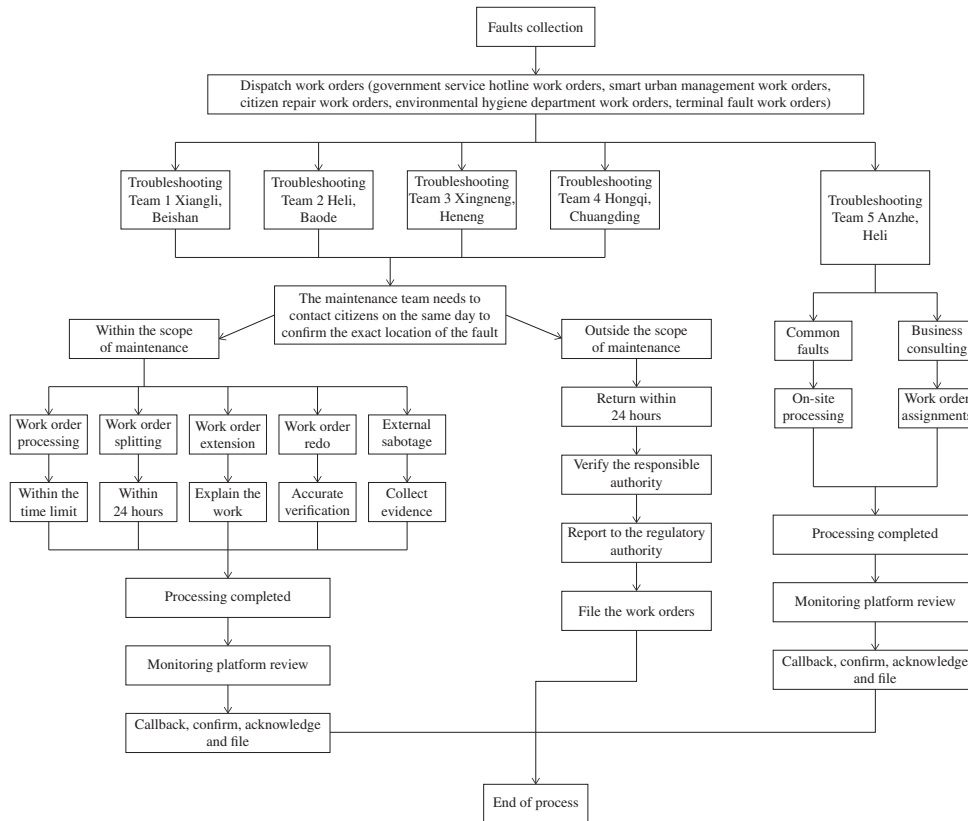 Faults collection
Dispatch work orders (government service hotline work orders, smart urban management work orders,
citizen repair work orders, environmental hygiene department work orders, terminal fault work orders)
Troubleshooting
Team 1 Xiangli,
Beishan
Troubleshooting
Team 2 Heli,
Baode
Troubleshooting
Team 3 Xingneng,
Heneng
Troubleshooting
Team 4 Hongqi,
Chuangding
Troubleshooting
Team 5 Anzhe,
Heli
The maintenance team needs to
contact citizens on the same day to
confirm the exact location of the fault
Within the scope
of maintenance
Outside the scope
of maintenance
Common
faults
Business
consulting
Work order
processing
Work order
splitting
Work order
extension
Work order
redo
External
sabotage
Return within
24 hours
On-site
processing
Work order
assignments
Within the
time limit
Within
24 hours
Explain the
work
Accurate
verification
Collect
evidence
Verify the responsible
authority
Report to the regulatory
authority
Processing completed
Processing completed
File the work orders
Monitoring platform review
Monitoring platform review
Callback, confirm, acknowledge
and file
Callback, confirm, acknowledge
and file
End of process